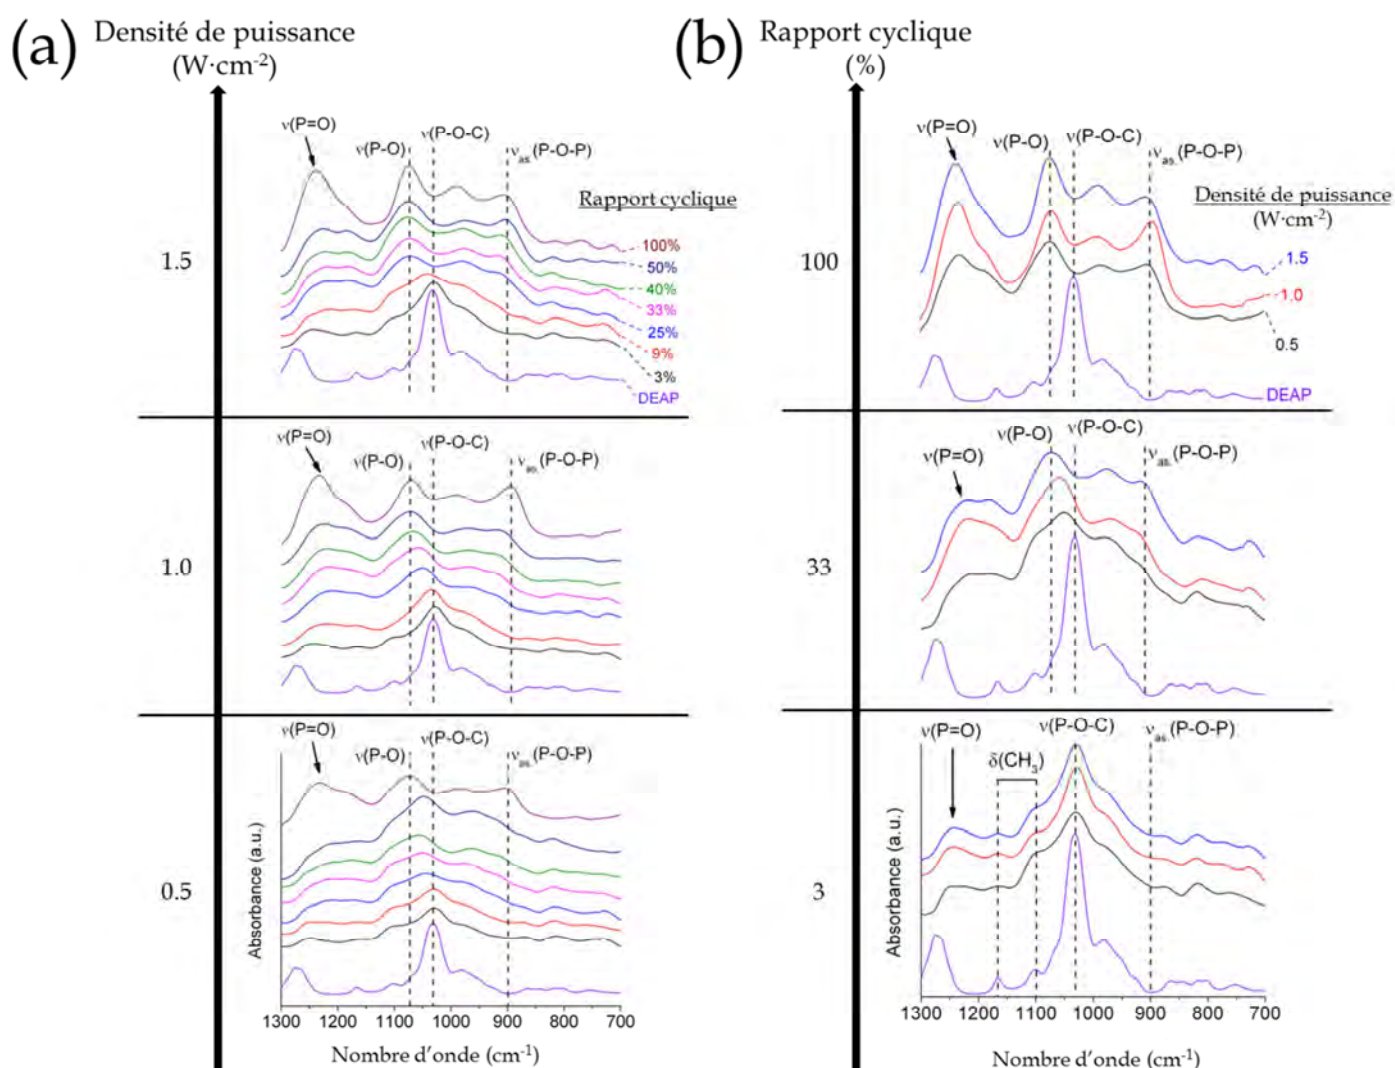 (a)
Densité de puissance
(W·cm-2)
ν(P=O)
ν(P-O)
ν(P-O-C)
νas.(P-O-P)
Rapport cyclique
100%
50%
40%
33%
25%
9%
3%
DEAP
1.5
ν(P=O)
ν(P-O)
ν(P-O-C)
νas.(P-O-P)
1.0
ν(P=O)
ν(P-O)
ν(P-O-C)
νas.(P-O-P)
0.5
Absorbance (a.u.)
1300 1200 1100 1000 900 800 700
Nombre d'onde (cm-1)
(b)
Rapport cyclique
(%)
ν(P=O)
ν(P-O)
ν(P-O-C)
νas.(P-O-P)
Densité de puissance
(W·cm-2)
1.5
1.0
0.5
DEAP
100
ν(P=O)
ν(P-O)
ν(P-O-C)
νas.(P-O-P)
33
ν(P=O)
δ(CH3)
ν(P-O-C)
νas.(P-O-P)
3
Absorbance (a.u.)
1300 1200 1100 1000 900 800 700
Nombre d'onde (cm-1)